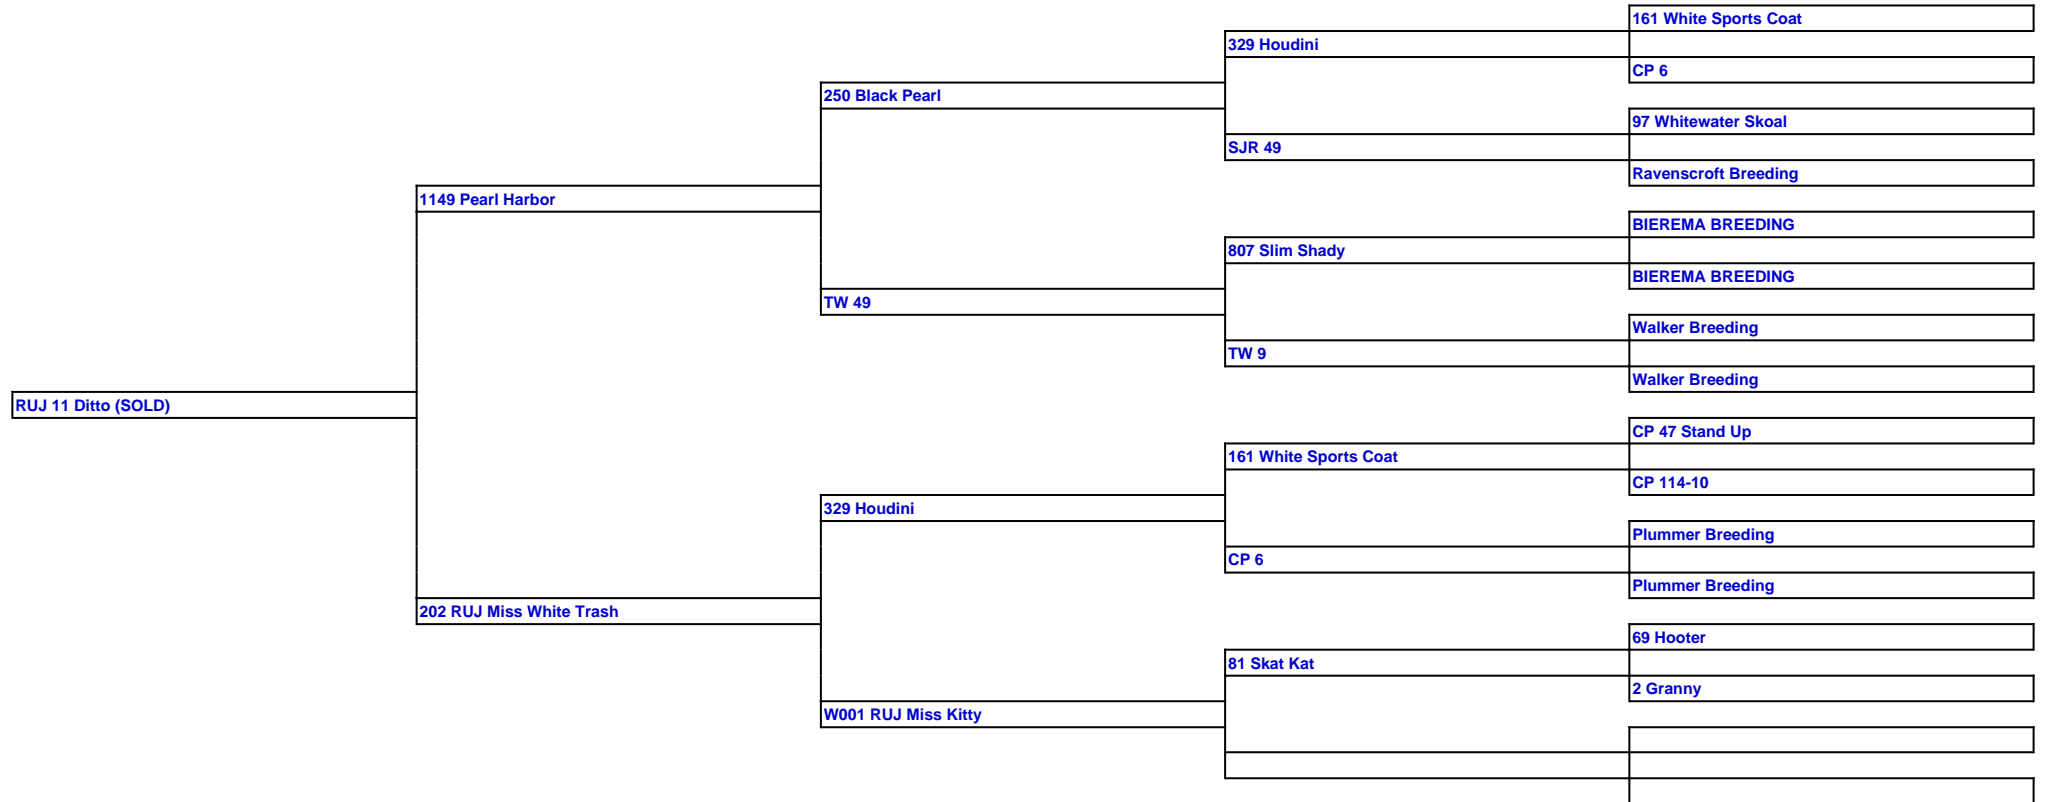 161 White Sports Coat
329 Houdini
CP 6
250 Black Pearl
97 Whitewater Skoal
SJR 49
Ravenscroft Breeding
1149 Pearl Harbor
BIEREMA BREEDING
807 Slim Shady
BIEREMA BREEDING
TW 49
Walker Breeding
TW 9
Walker Breeding
RUJ 11 Ditto (SOLD)
CP 47 Stand Up
161 White Sports Coat
CP 114-10
329 Houdini
Plummer Breeding
CP 6
Plummer Breeding
202 RUJ Miss White Trash
69 Hooter
81 Skat Kat
2 Granny
W001 RUJ Miss Kitty